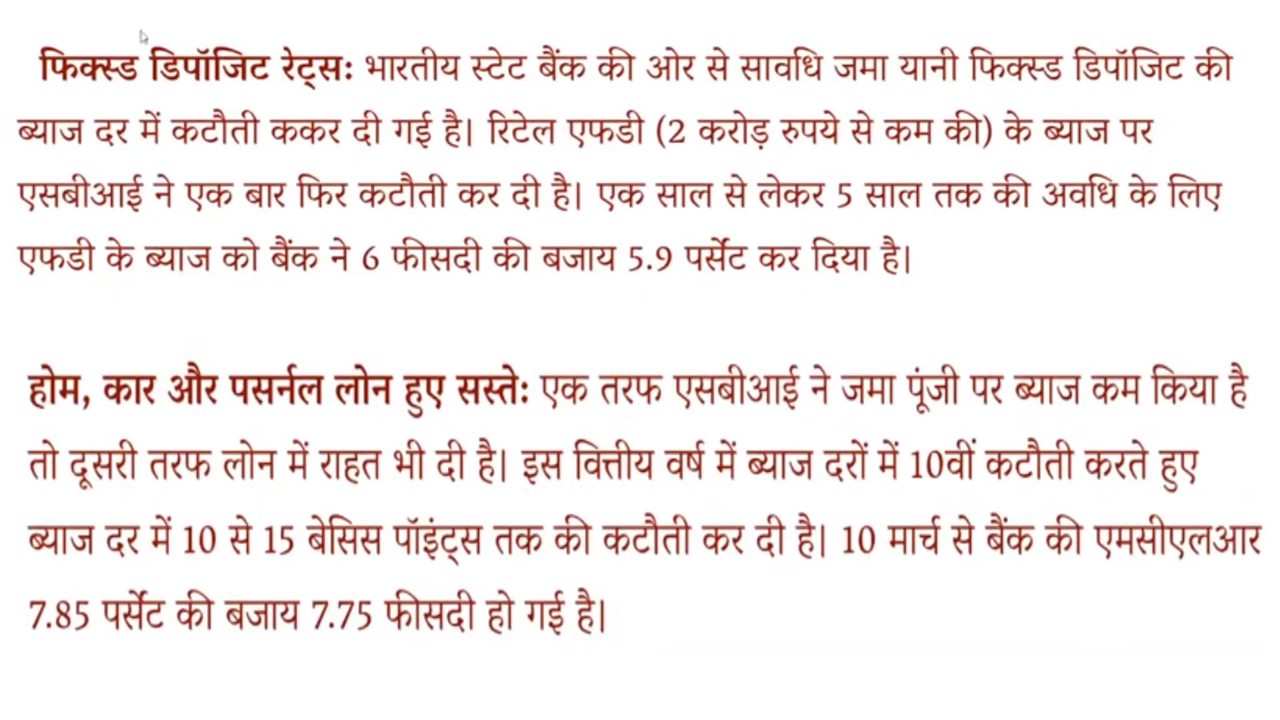 फिक्स्ड डिपॉजिट रेट्स: भारतीय स्टेट बैंक की ओर से सावधि जमा यानी फिक्स्ड डिपॉजिट की
ब्याज दर में कटौती ककर दी गई है। रिटेल एफडी (2 करोड़ रुपये से कम की) के ब्याज पर
एसबीआई ने एक बार फिर कटौती कर दी है। एक साल से लेकर 5 साल तक की अवधि के लिए
एफडी के ब्याज को बैंक ने 6 फीसदी की बजाय 5.9 पर्सेंट कर दिया है।
होम, कार और पसर्नल लोन हुए सस्ते: एक तरफ एसबीआई ने जमा पूंजी पर ब्याज कम किया है
तो दूसरी तरफ लोन में राहत भी दी है। इस वित्तीय वर्ष में ब्याज दरों में 10वीं कटौती करते हुए
ब्याज दर में 10 से 15 बेसिस पॉइंट्स तक की कटौती कर दी है। 10 मार्च से बैंक की एमसीएलआर
7.85 पर्सेंट की बजाय 7.75 फीसदी हो गई है।